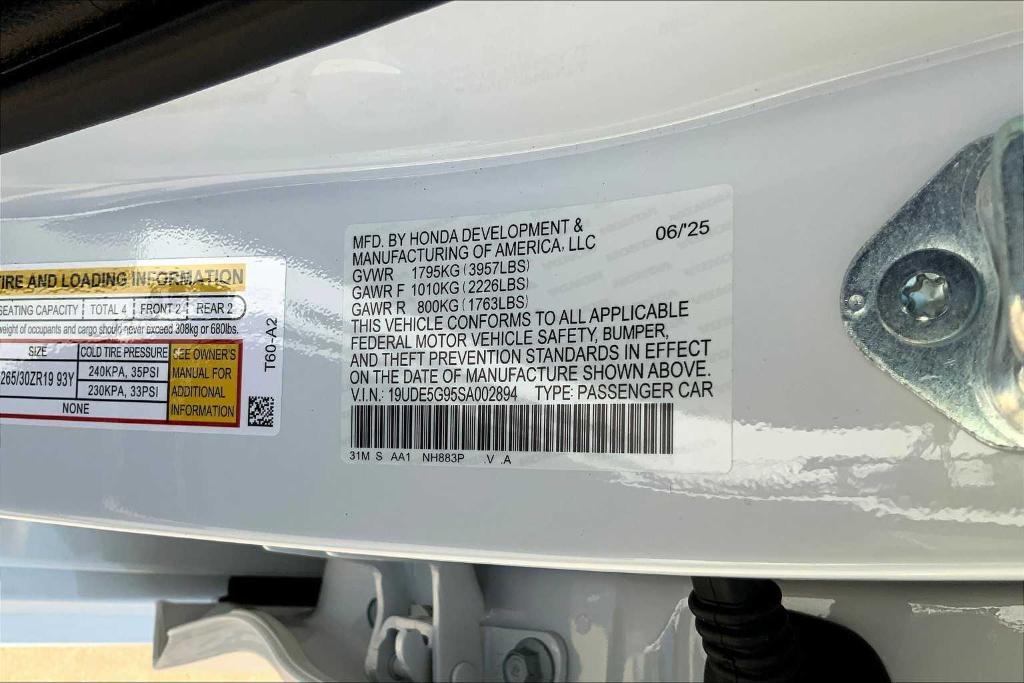 TIRE AND LOADING INFORMATION
SEATING CAPACITY TOTAL 4 FRONT 2 REAR 2
weight of occupants and cargo should never exceed 308kg or 680lbs.
SIZE COLD TIRE PRESSURE SEE OWNER'S
265/30ZR19 93Y 240KPA, 35PSI MANUAL FOR
230KPA, 33PSI ADDITIONAL
NONE INFORMATION
T60-A2
MFD. BY HONDA DEVELOPMENT & 06/'25
MANUFACTURING OF AMERICA, LLC
GVWR 1795KG (3957LBS)
GAWR F 1010KG (2226LBS)
GAWR R 800KG (1763LBS)
THIS VEHICLE CONFORMS TO ALL APPLICABLE
FEDERAL MOTOR VEHICLE SAFETY, BUMPER,
AND THEFT PREVENTION STANDARDS IN EFFECT
ON THE DATE OF MANUFACTURE SHOWN ABOVE.
V.I.N.: 19UDE5G95SA002894 TYPE: PASSENGER CAR
31M S AA1 NH883P .V .A